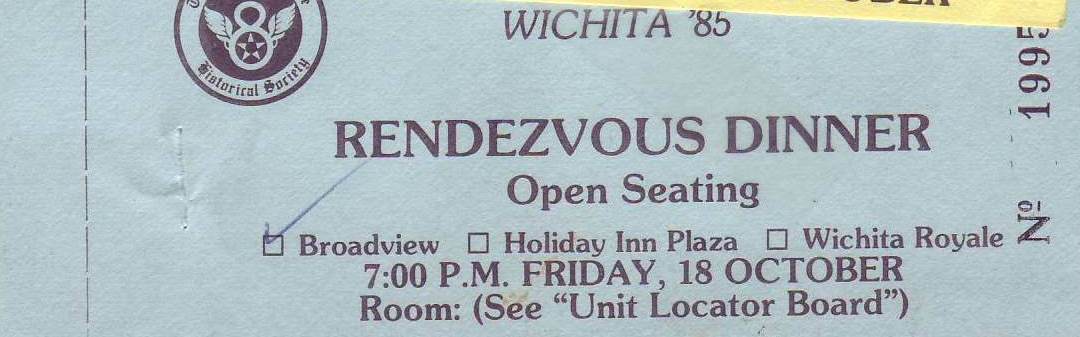 WICHITA '85
Historical Society
RENDEZVOUS DINNER
Open Seating
☐ Broadview ☐ Holiday Inn Plaza ☐ Wichita Royale
7:00 P.M. FRIDAY, 18 OCTOBER
Room: (See "Unit Locator Board")
Nº 1995